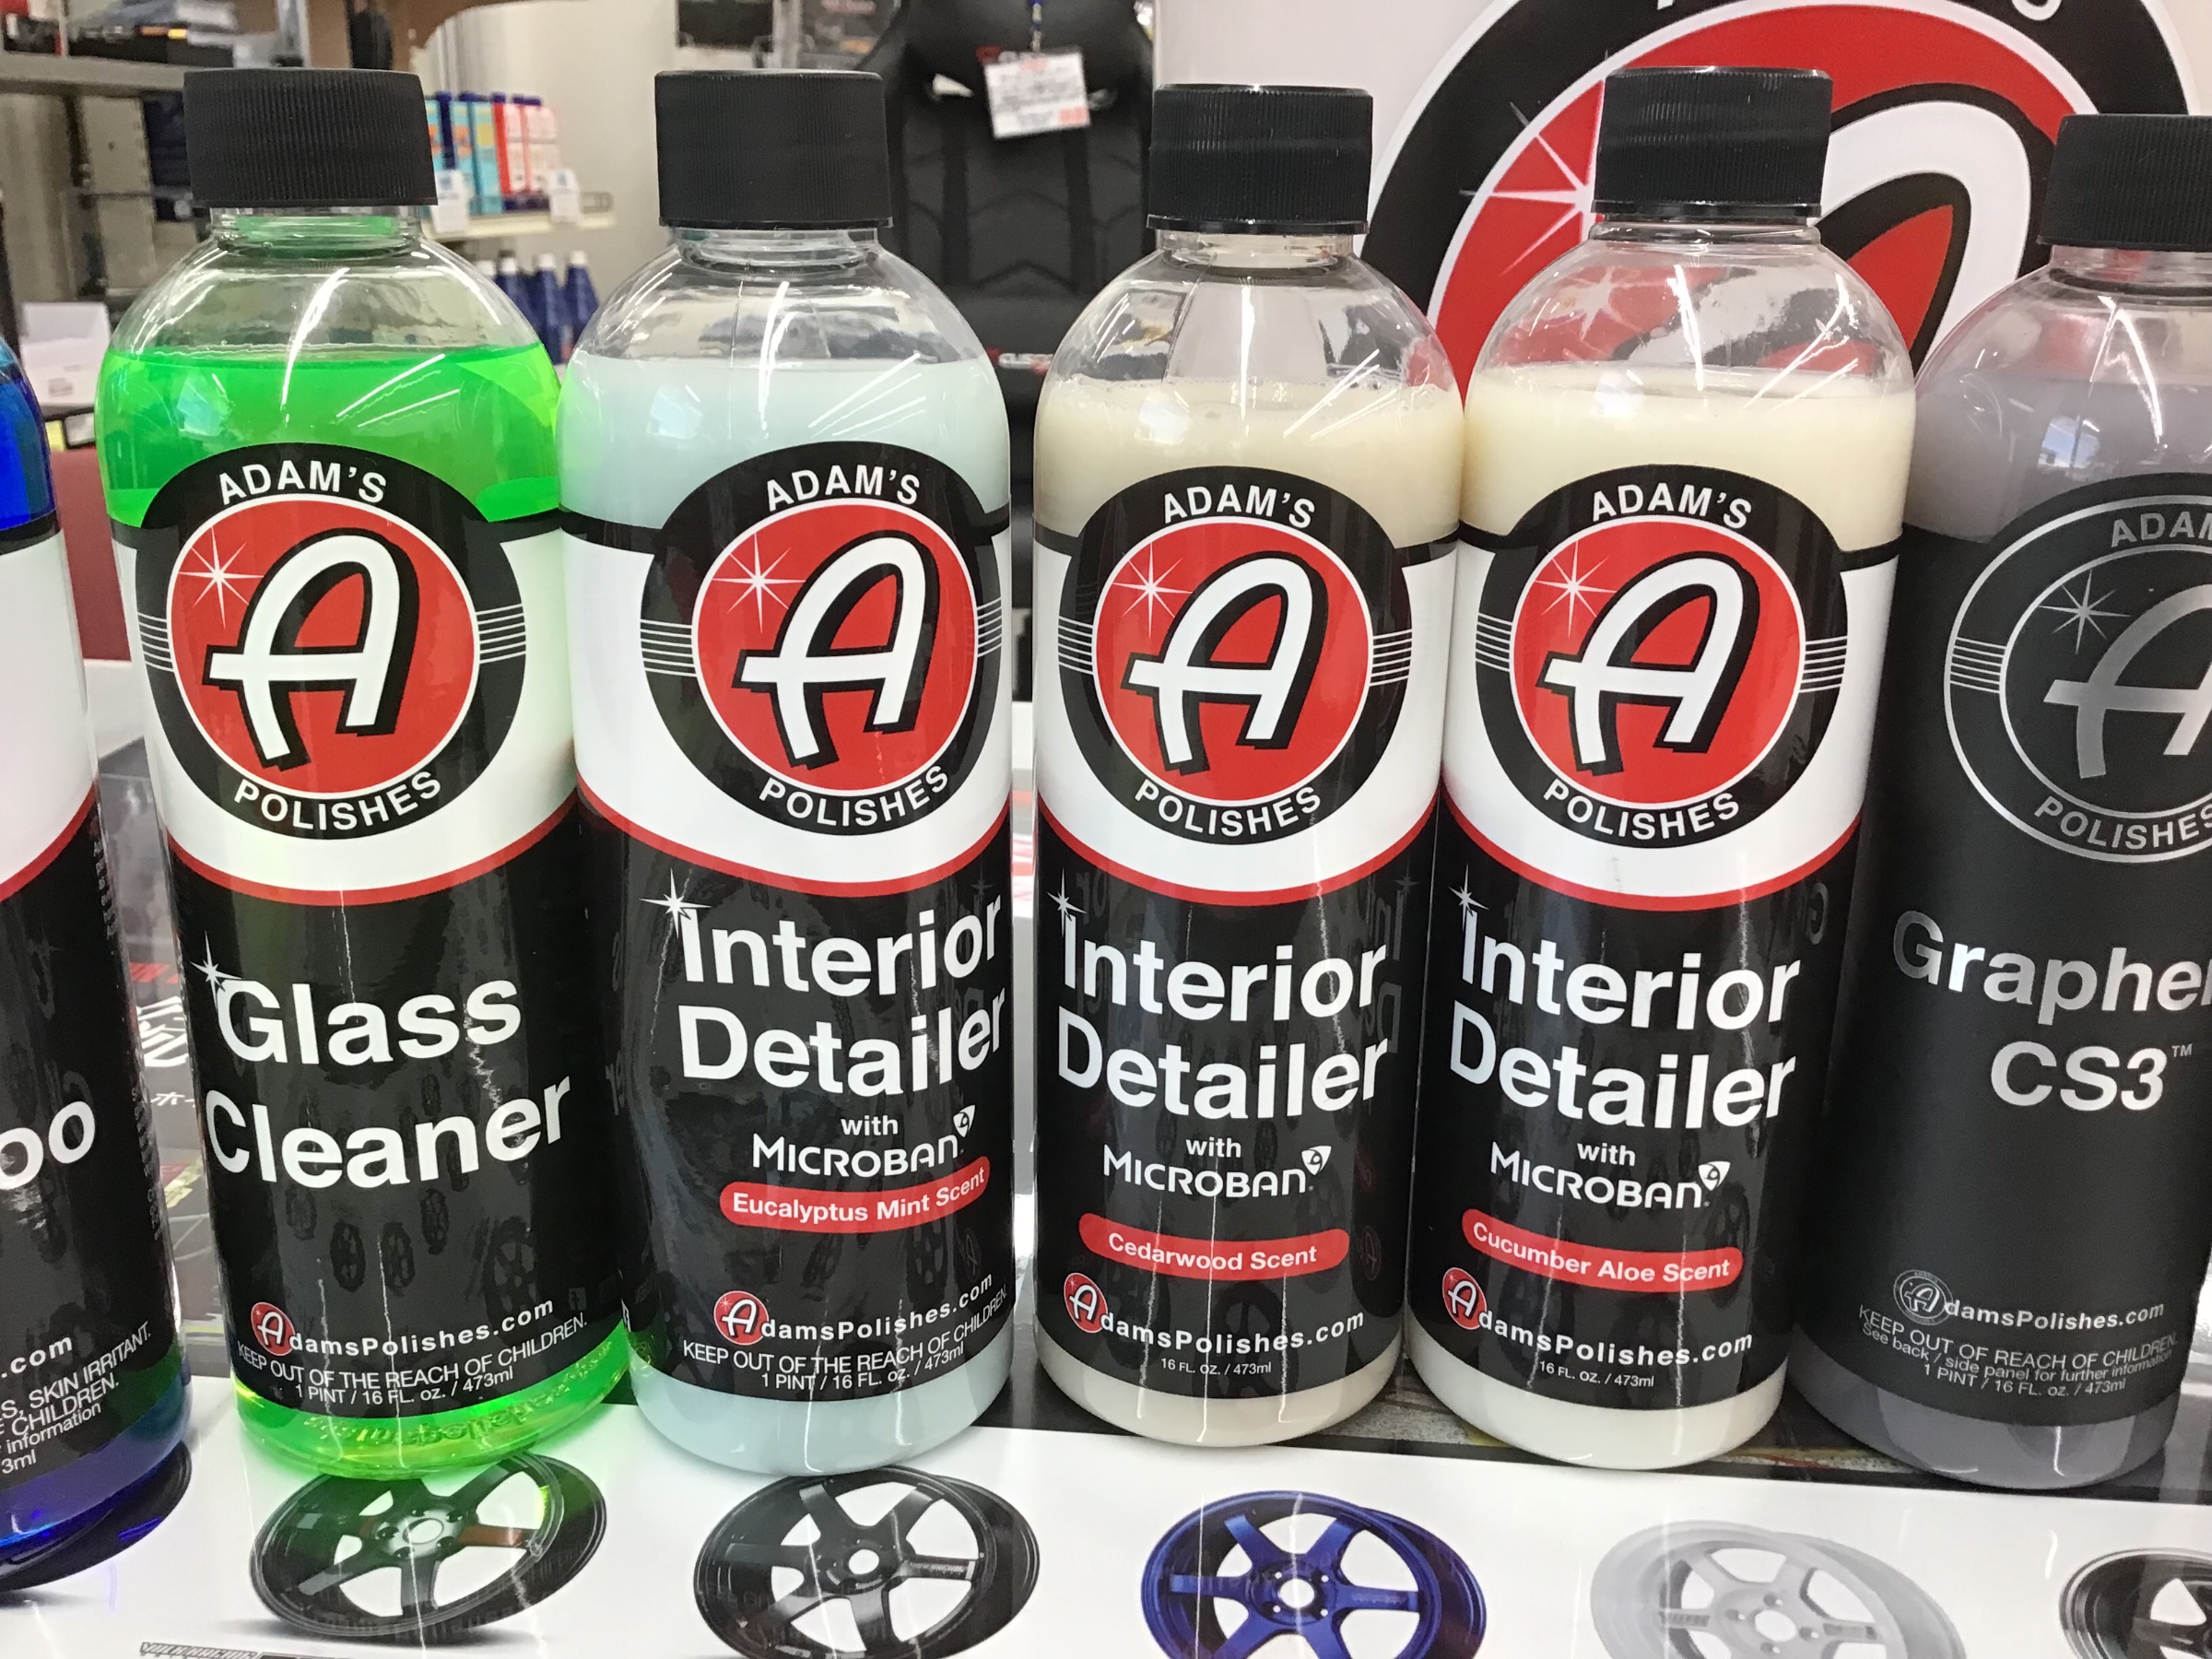 oo
.com
S, SKIN IRRITANT.
CHILDREN.
information
3ml
ADAM'S
A
POLISHES
Glass
Cleaner
AdamsPolishes.com
KEEP OUT OF THE REACH OF CHILDREN.
1 PINT / 16 FL. oz. / 473ml
ADAM'S
A
POLISHES
Interior
Detailer
with
MICROBAN
Eucalyptus Mint Scent
AdamsPolishes.com
KEEP OUT OF THE REACH OF CHILDREN.
1 PINT / 16 FL. oz. / 473ml
ADAM'S
A
POLISHES
Interior
Detailer
with
MICROBAN®
Cedarwood Scent
AdamsPolishes.com
16 FL. OZ. / 473ml
ADAM'S
A
POLISHES
Interior
Detailer
with
MICROBAN®
Cucumber Aloe Scent
AdamsPolishes.com
16 FL. OZ. / 473ml
ADAM
A
POLISHES
Graphe
CS3™
AdamsPolishes.com
KEEP OUT OF REACH OF CHILDREN.
See back / side panel for further information
1 PINT / 16 FL. oz. / 473ml